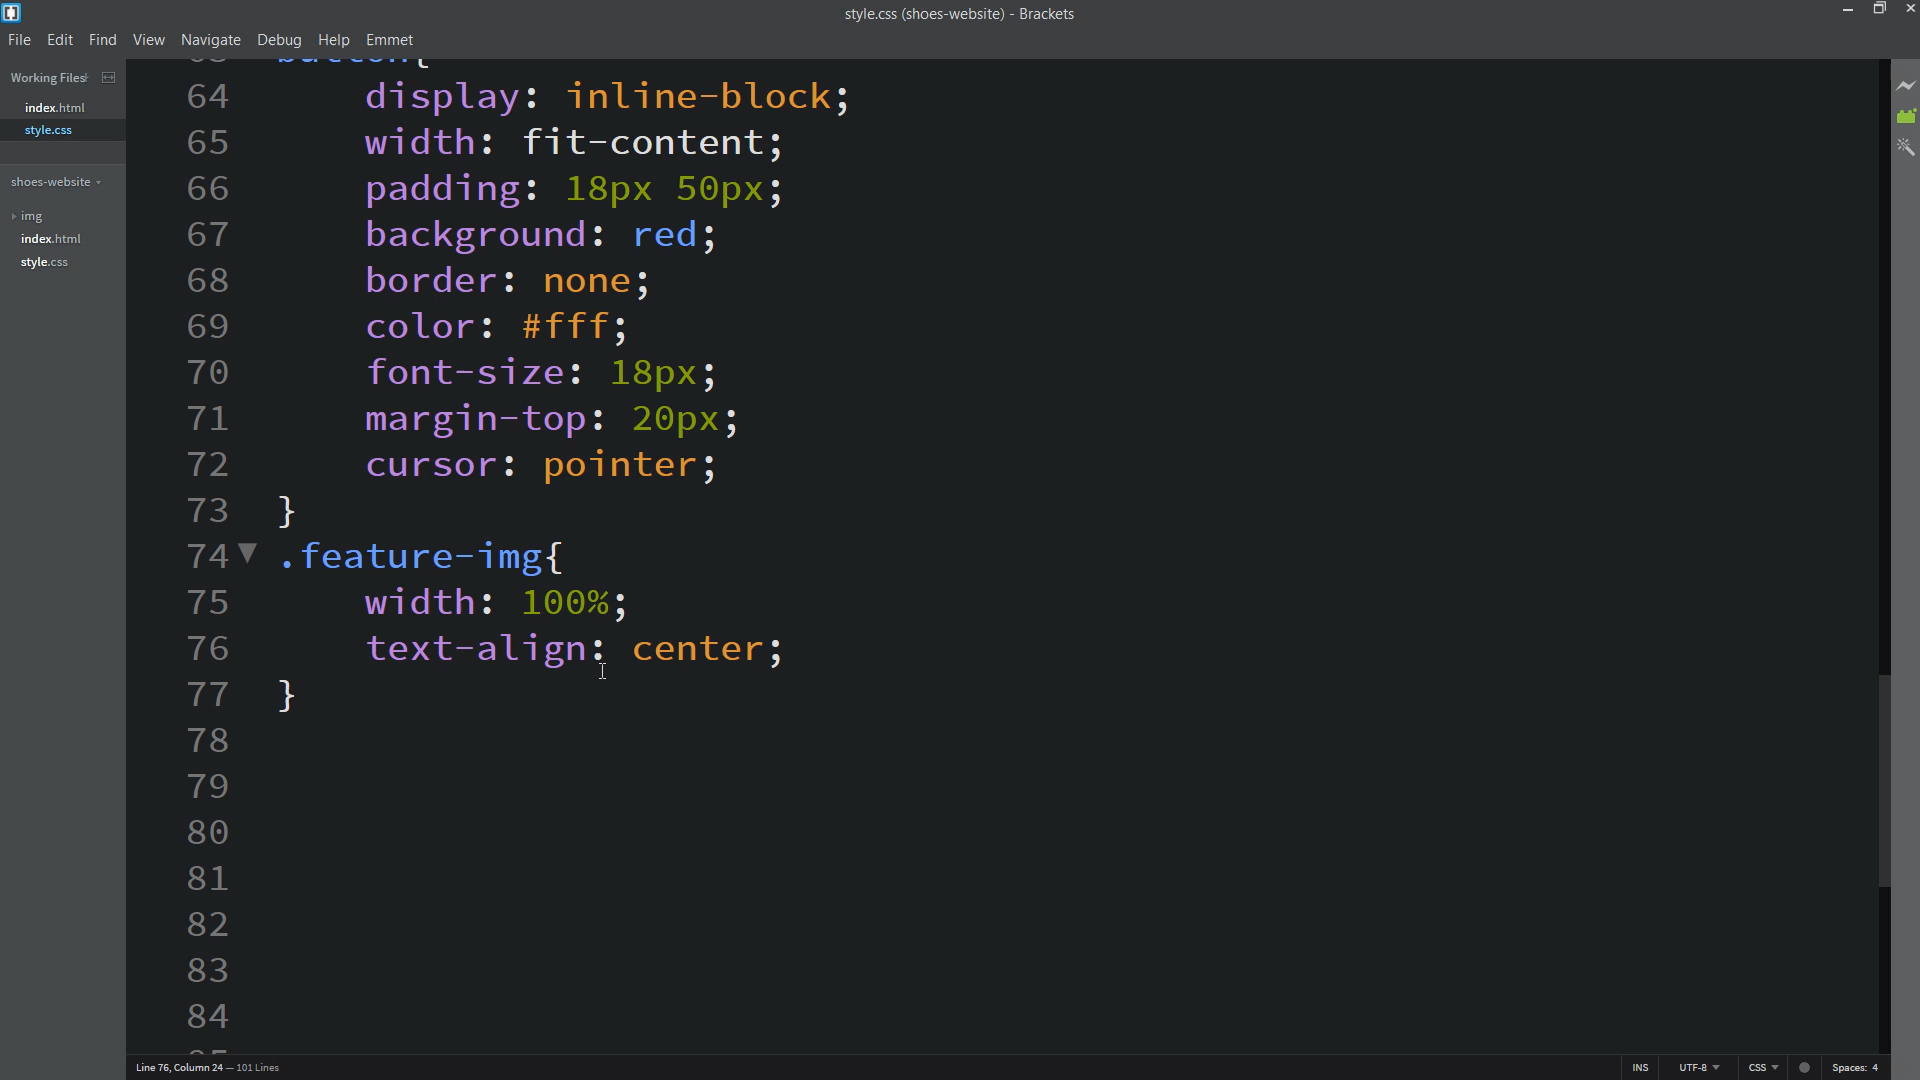 style.css (shoes-website) - Brackets
File Edit Find View Navigate Debug Help Emmet
Working Files
index.html
style.css
shoes-website
img
index.html
style.css
64 display: inline-block;
65 width: fit-content;
66 padding: 18px 50px;
67 background: red;
68 border: none;
69 color: #fff;
70 font-size: 18px;
71 margin-top: 20px;
72 cursor: pointer;
73 }
74 .feature-img{
75 width: 100%;
76 text-align: center;
77 }
78
79
80
81
82
83
84
Line 76, Column 24 — 101 Lines
INS UTF-8 CSS Spaces: 4